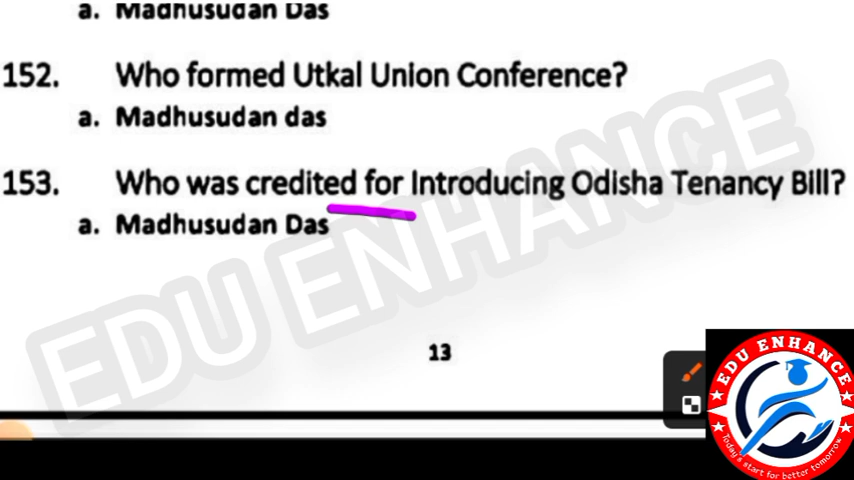 a. Madhusudan Das
152. Who formed Utkal Union Conference?
a. Madhusudan das
153. Who was credited for Introducing Odisha Tenancy Bill?
a. Madhusudan Das
EDU ENHANCE
13
EDU ENHANCE
Today's start for better tomorrow